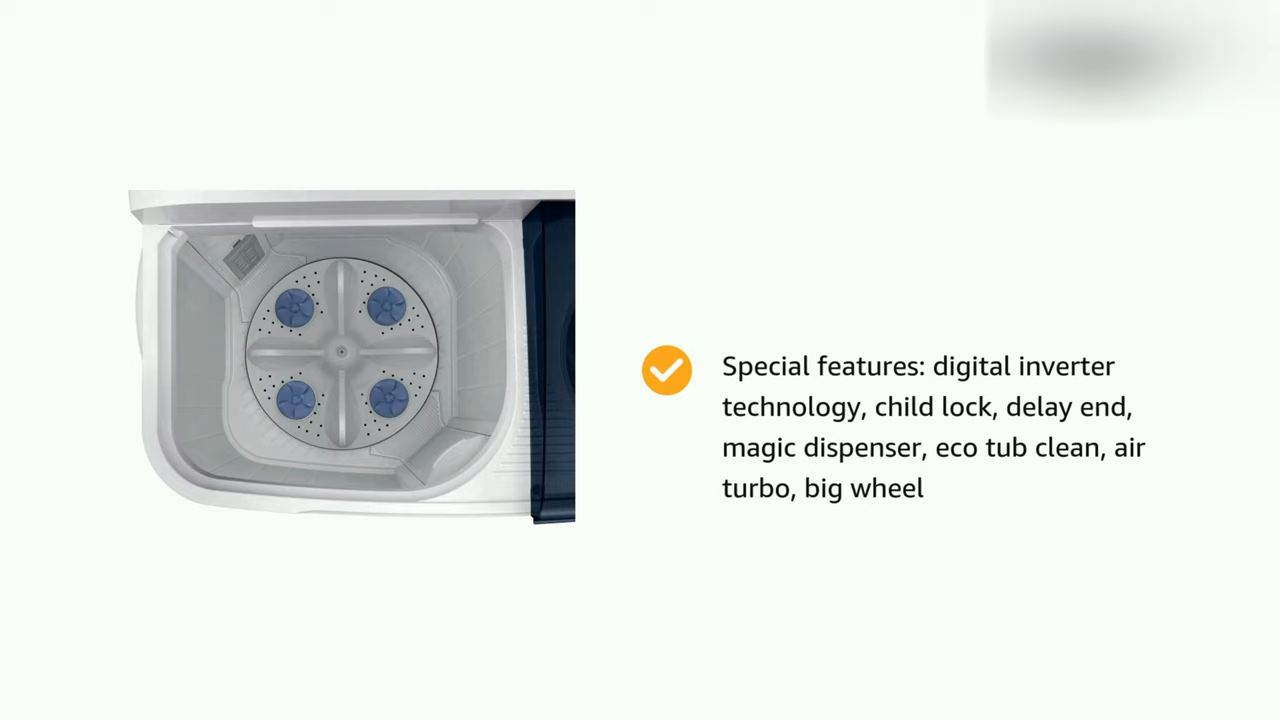 Special features: digital inverter
technology, child lock, delay end,
magic dispenser, eco tub clean, air
turbo, big wheel